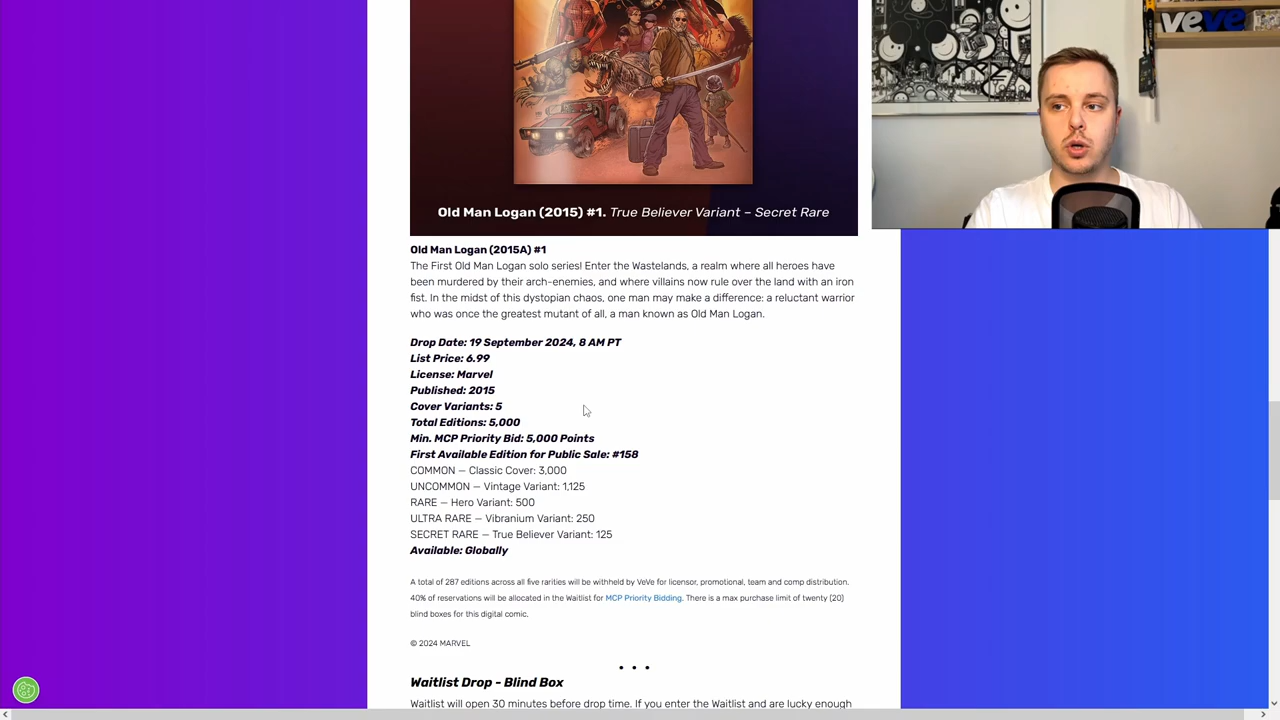 veve
Old Man Logan (2015) #1. True Believer Variant – Secret Rare
Old Man Logan (2015A) #1
The First Old Man Logan solo series! Enter the Wastelands, a realm where all heroes have
been murdered by their arch-enemies, and where villains now rule over the land with an iron
fist. In the midst of this dystopian chaos, one man may make a difference: a reluctant warrior
who was once the greatest mutant of all, a man known as Old Man Logan.
Drop Date: 19 September 2024, 8 AM PT
List Price: 6.99
License: Marvel
Published: 2015
Cover Variants: 5
Total Editions: 5,000
Min. MCP Priority Bid: 5,000 Points
First Available Edition for Public Sale: #158
COMMON — Classic Cover: 3,000
UNCOMMON — Vintage Variant: 1,125
RARE — Hero Variant: 500
ULTRA RARE — Vibranium Variant: 250
SECRET RARE — True Believer Variant: 125
Available: Globally
A total of 287 editions across all five rarities will be withheld by VeVe for licensor, promotional, team and comp distribution.
40% of reservations will be allocated in the Waitlist for MCP Priority Bidding. There is a max purchase limit of twenty (20)
blind boxes for this digital comic.
© 2024 MARVEL
• • •
Waitlist Drop - Blind Box
Waitlist will open 30 minutes before drop time. If you enter the Waitlist and are lucky enough